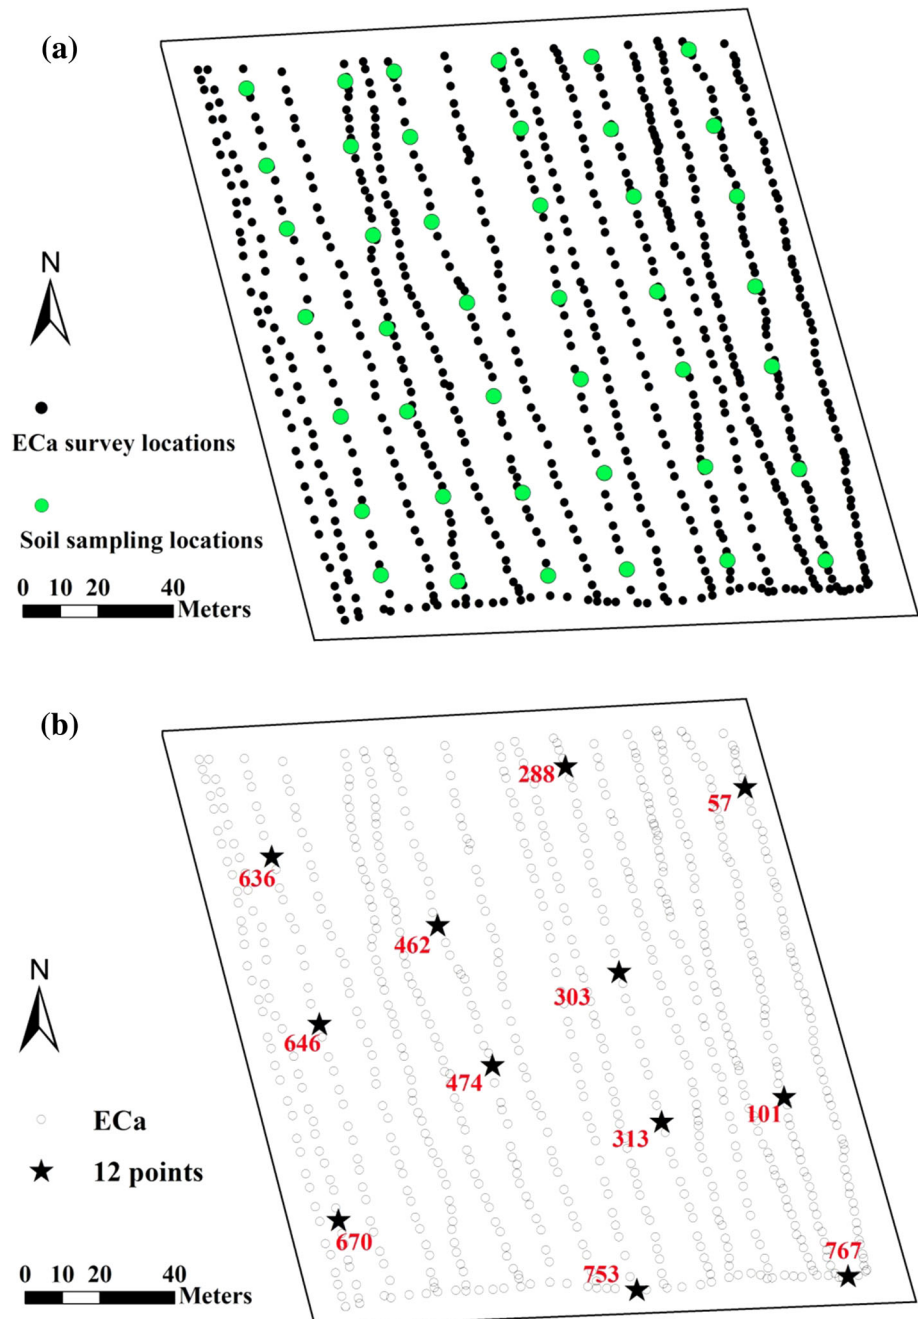 (a)
N
ECa survey locations
Soil sampling locations
0 10 20 40
Meters
(b)
288
57
636
462
303
646
474
101
313
670
767
753
N
ECa
12 points
0 10 20 40
Meters